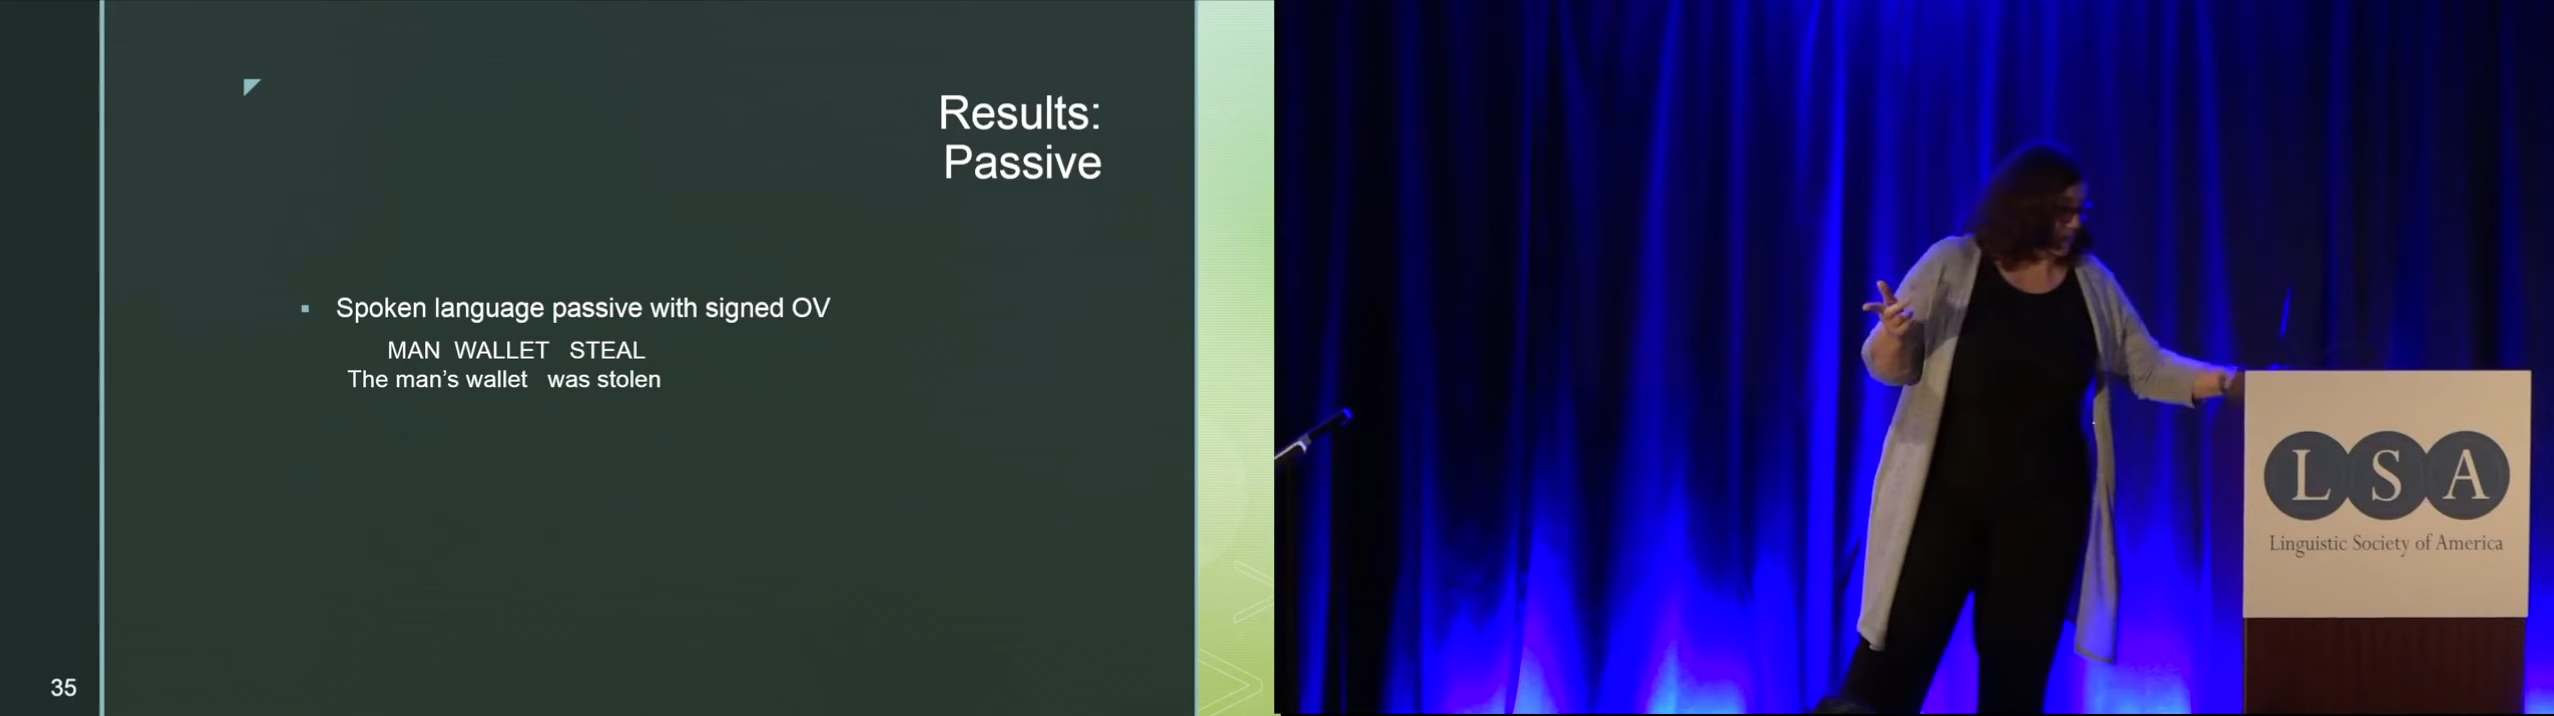 Results:
Passive
Spoken language passive with signed OV
MAN WALLET STEAL
The man's wallet was stolen
35
LSA
Linguistic Society of America